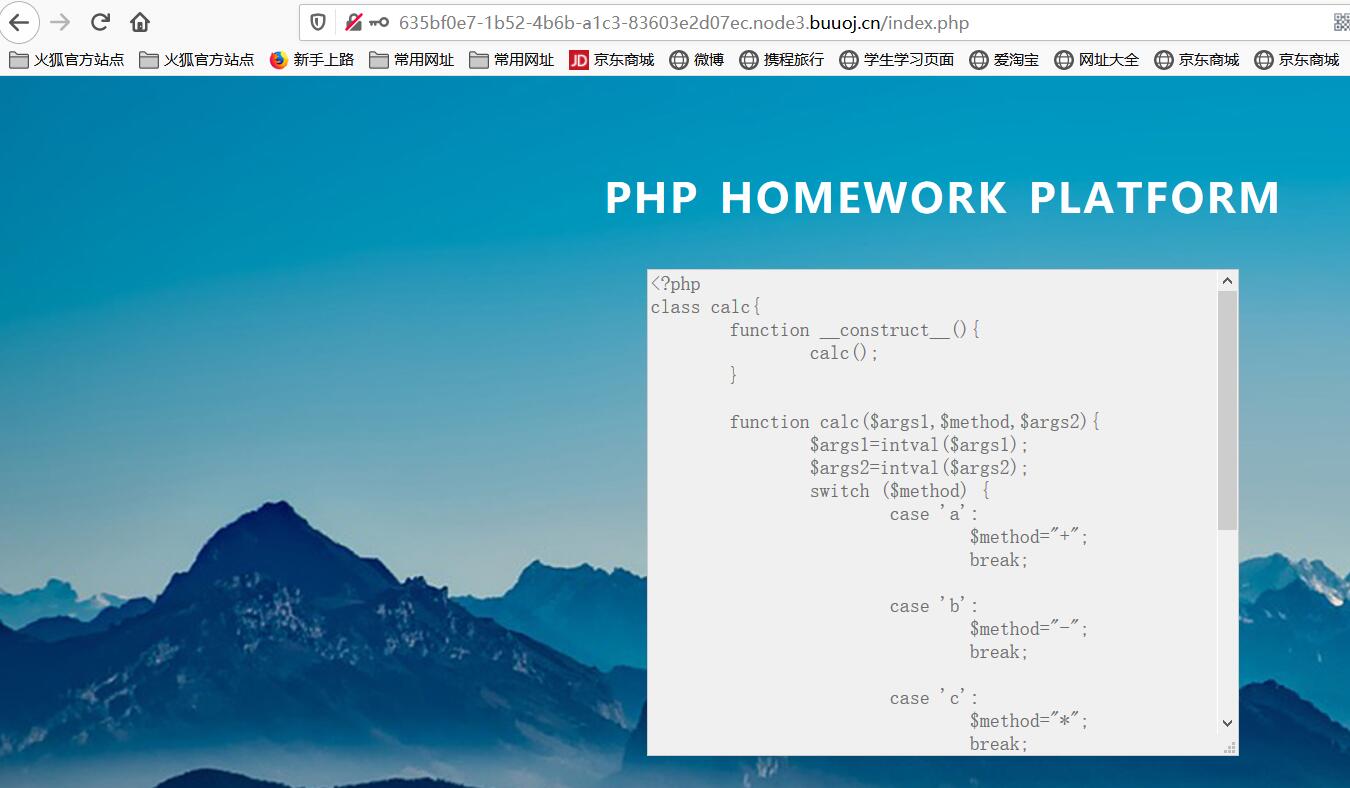 635bf0e7-1b52-4b6b-a1c3-83603e2d07ec.node3.buuoj.cn/index.php
火狐官方站点 火狐官方站点 新手上路 常用网址 常用网址 JD 京东商城 微博 携程旅行 学生学习页面 爱淘宝 网址大全 京东商城 京东商城
PHP HOMEWORK PLATFORM
<?php
class calc{
function __construct__(){
calc();
}
function calc($args1,$method,$args2){
$args1=intval($args1);
$args2=intval($args2);
switch ($method) {
case 'a':
$method="+";
break;
case 'b':
$method="-";
break;
case 'c':
$method="*";
break;